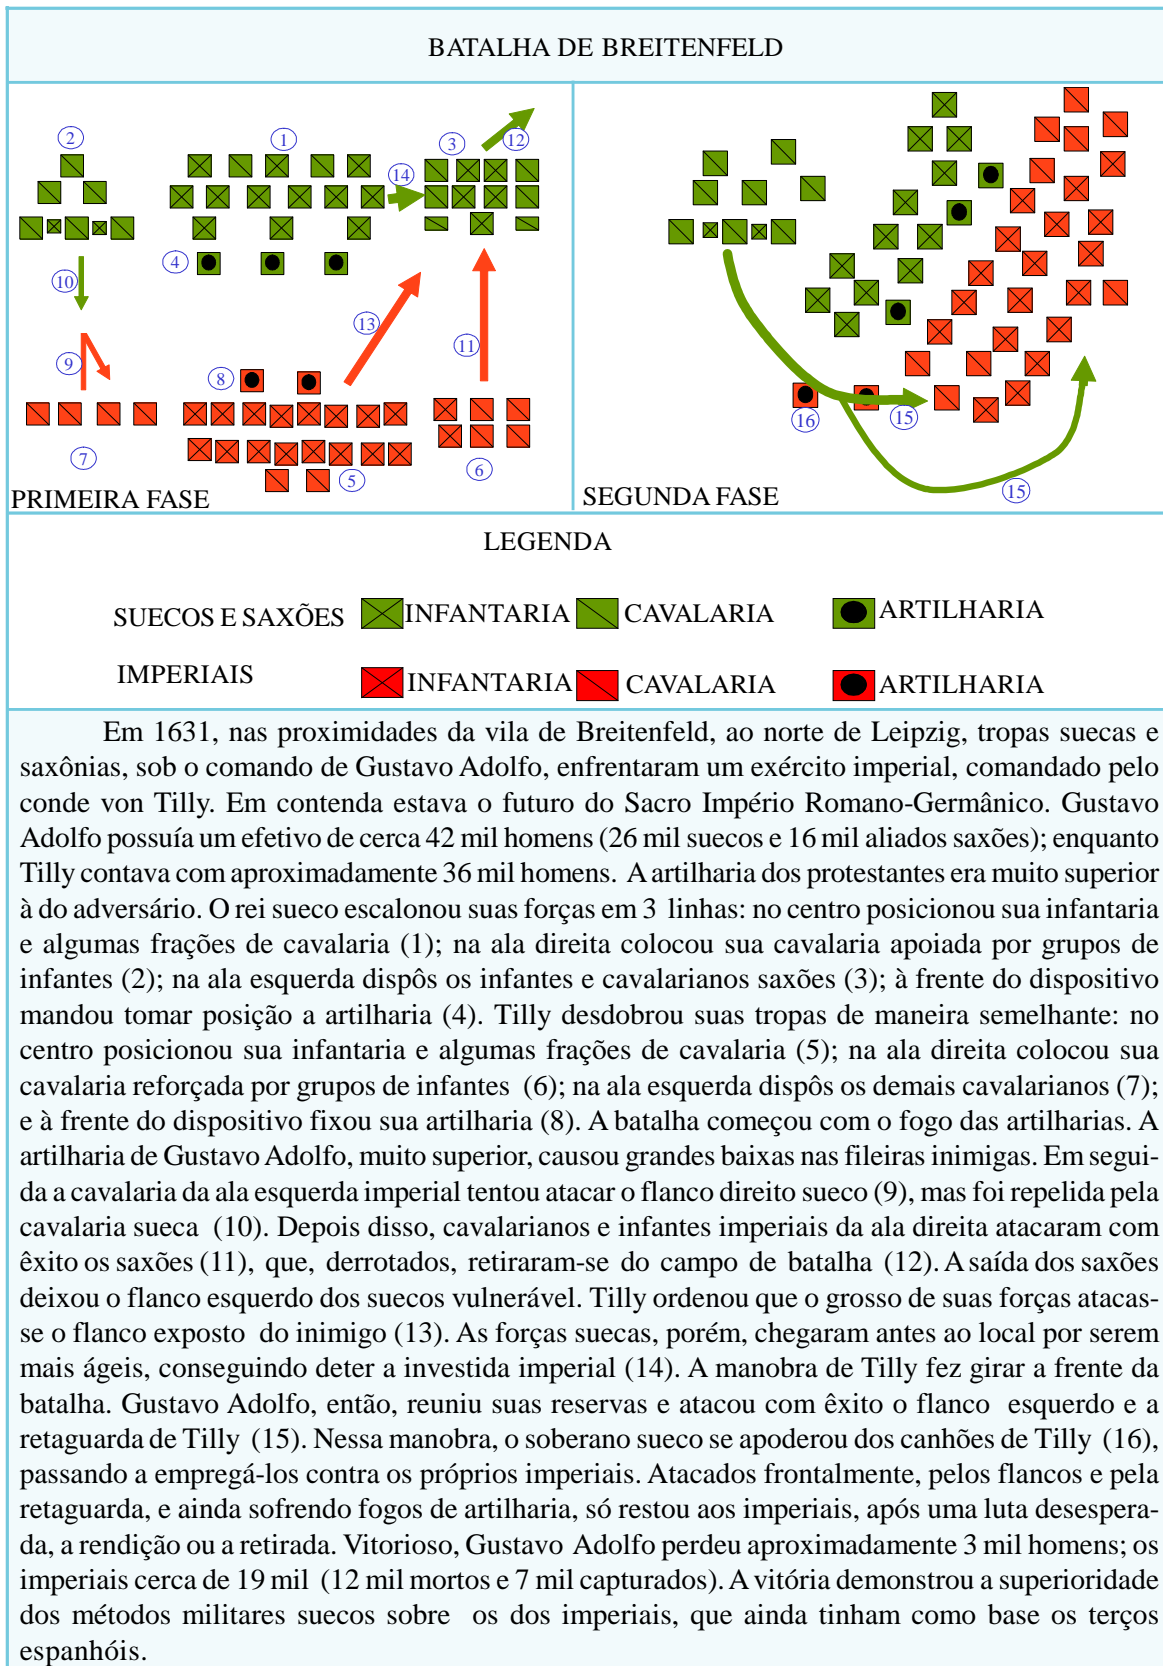 BATALHA DE BREITENFELD
2
1
3
12
14
4
10
13
9
11
8
7
5
6
PRIMEIRA FASE
16
15
15
SEGUNDA FASE
LEGENDA
SUECOS E SAXÕES INFANTARIA CAVALARIA ARTILHARIA
IMPERIAIS INFANTARIA CAVALARIA ARTILHARIA
Em 1631, nas proximidades da vila de Breitenfeld, ao norte de Leipzig, tropas suecas e
saxônias, sob o comando de Gustavo Adolfo, enfrentaram um exército imperial, comandado pelo
conde von Tilly. Em contenda estava o futuro do Sacro Império Romano-Germânico. Gustavo
Adolfo possuía um efetivo de cerca 42 mil homens (26 mil suecos e 16 mil aliados saxões); enquanto
Tilly contava com aproximadamente 36 mil homens. A artilharia dos protestantes era muito superior
à do adversário. O rei sueco escalonou suas forças em 3 linhas: no centro posicionou sua infantaria
e algumas frações de cavalaria (1); na ala direita colocou sua cavalaria apoiada por grupos de
infantes (2); na ala esquerda dispôs os infantes e cavalarianos saxões (3); à frente do dispositivo
mandou tomar posição a artilharia (4). Tilly desdobrou suas tropas de maneira semelhante: no
centro posicionou sua infantaria e algumas frações de cavalaria (5); na ala direita colocou sua
cavalaria reforçada por grupos de infantes (6); na ala esquerda dispôs os demais cavalarianos (7);
e à frente do dispositivo fixou sua artilharia (8). A batalha começou com o fogo das artilharias. A
artilharia de Gustavo Adolfo, muito superior, causou grandes baixas nas fileiras inimigas. Em segui-
da a cavalaria da ala esquerda imperial tentou atacar o flanco direito sueco (9), mas foi repelida pela
cavalaria sueca (10). Depois disso, cavalarianos e infantes imperiais da ala direita atacaram com
êxito os saxões (11), que, derrotados, retiraram-se do campo de batalha (12). A saída dos saxões
deixou o flanco esquerdo dos suecos vulnerável. Tilly ordenou que o grosso de suas forças atacas-
se o flanco exposto do inimigo (13). As forças suecas, porém, chegaram antes ao local por serem
mais ágeis, conseguindo deter a investida imperial (14). A manobra de Tilly fez girar a frente da
batalha. Gustavo Adolfo, então, reuniu suas reservas e atacou com êxito o flanco esquerdo e a
retaguarda de Tilly (15). Nessa manobra, o soberano sueco se apoderou dos canhões de Tilly (16),
passando a empregá-los contra os próprios imperiais. Atacados frontalmente, pelos flancos e pela
retaguarda, e ainda sofrendo fogos de artilharia, só restou aos imperiais, após uma luta desespera-
da, a rendição ou a retirada. Vitorioso, Gustavo Adolfo perdeu aproximadamente 3 mil homens; os
imperiais cerca de 19 mil (12 mil mortos e 7 mil capturados). A vitória demonstrou a superioridade
dos métodos militares suecos sobre os dos imperiais, que ainda tinham como base os terços
espanhóis.